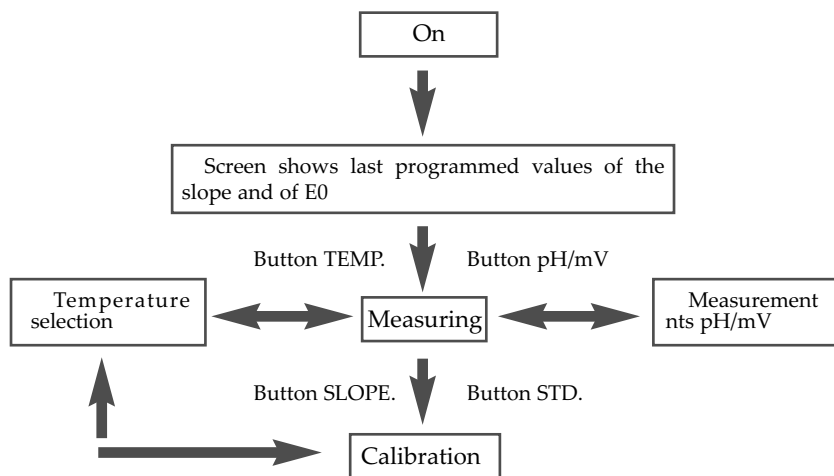 On
Screen shows last programmed values of the
slope and of E0
Button TEMP.
Button pH/mV
Temperature
selection
Measuring
Measurement
nts pH/mV
Button SLOPE.
Button STD.
Calibration